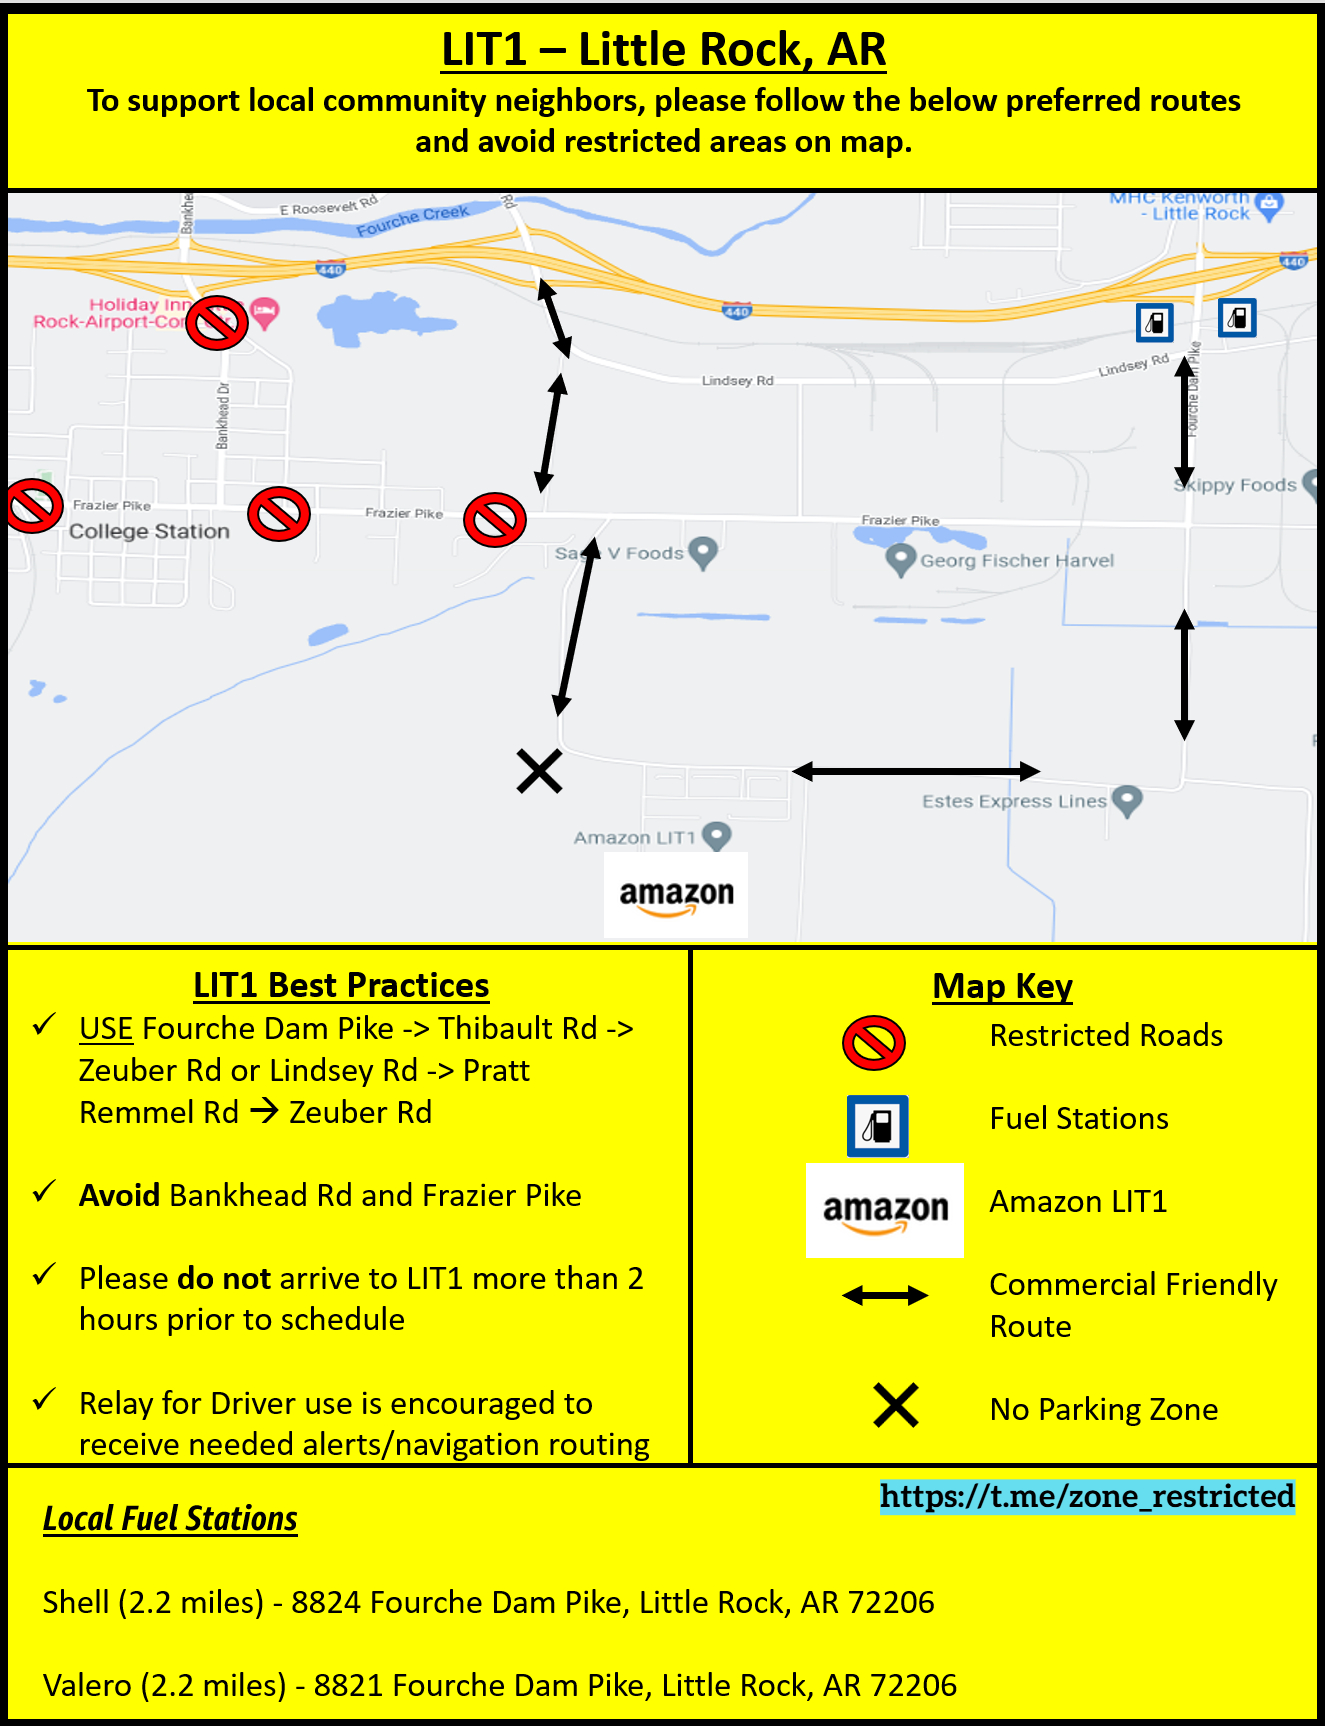 LIT1 – Little Rock, AR
To support local community neighbors, please follow the below preferred routes
and avoid restricted areas on map.
MHC Kenworth
- Little Rock
E Roosevelt Rd
Rd
Fourche Creek
440
440
440
Holiday Inn
Rock-Airport-Con
Lindsey Rd
Lindsey Rd
Fourche Dam Pike
Bankhead Dr
Skippy Foods
Frazier Pike
Frazier Pike
Frazier Pike
College Station
V Foods
Georg Fischer Harvel
Estes Express Lines
Amazon LIT1
amazon
LIT1 Best Practices
✓ USE Fourche Dam Pike -> Thibault Rd ->
Zeuber Rd or Lindsey Rd -> Pratt
Remmel Rd → Zeuber Rd
✓ Avoid Bankhead Rd and Frazier Pike
✓ Please do not arrive to LIT1 more than 2
hours prior to schedule
✓ Relay for Driver use is encouraged to
receive needed alerts/navigation routing
Map Key
Restricted Roads
Fuel Stations
amazon
Amazon LIT1
Commercial Friendly
Route
No Parking Zone
https://t.me/zone_restricted
Local Fuel Stations
Shell (2.2 miles) - 8824 Fourche Dam Pike, Little Rock, AR 72206
Valero (2.2 miles) - 8821 Fourche Dam Pike, Little Rock, AR 72206